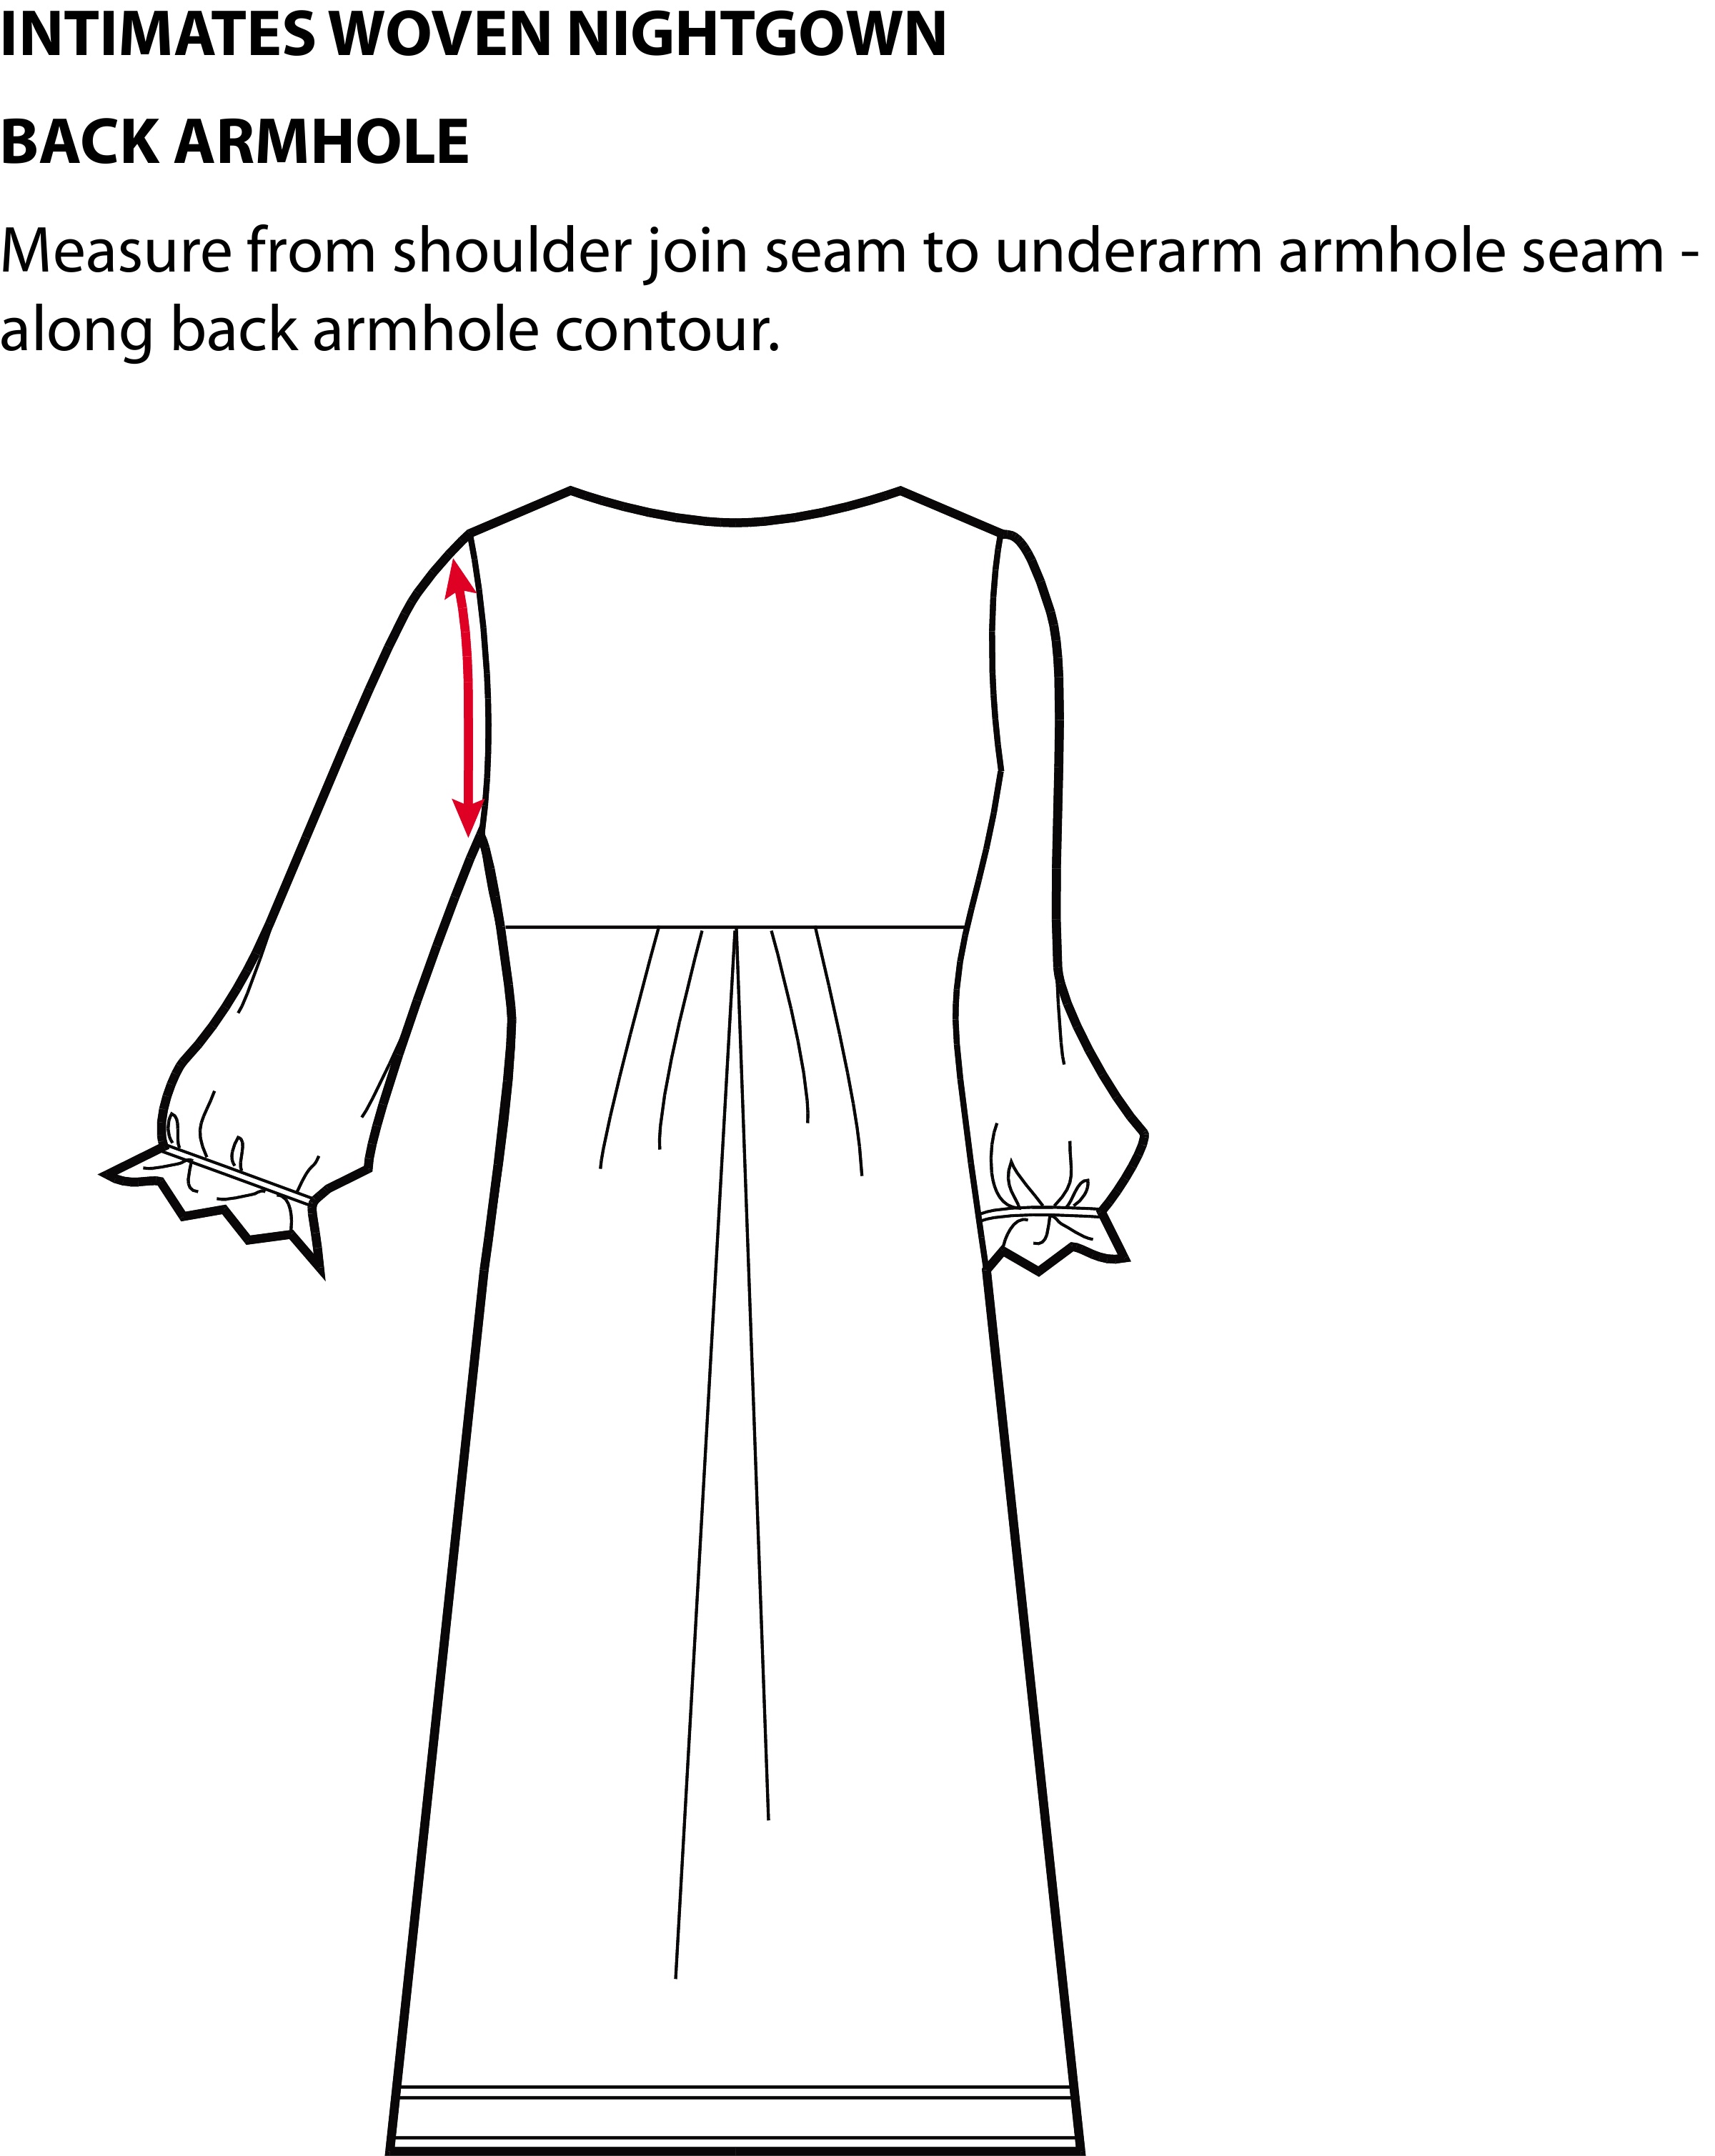 INTIMATES WOVEN NIGHTGOWN
BACK ARMHOLE
Measure from shoulder join seam to underarm armhole seam -
along back armhole contour.